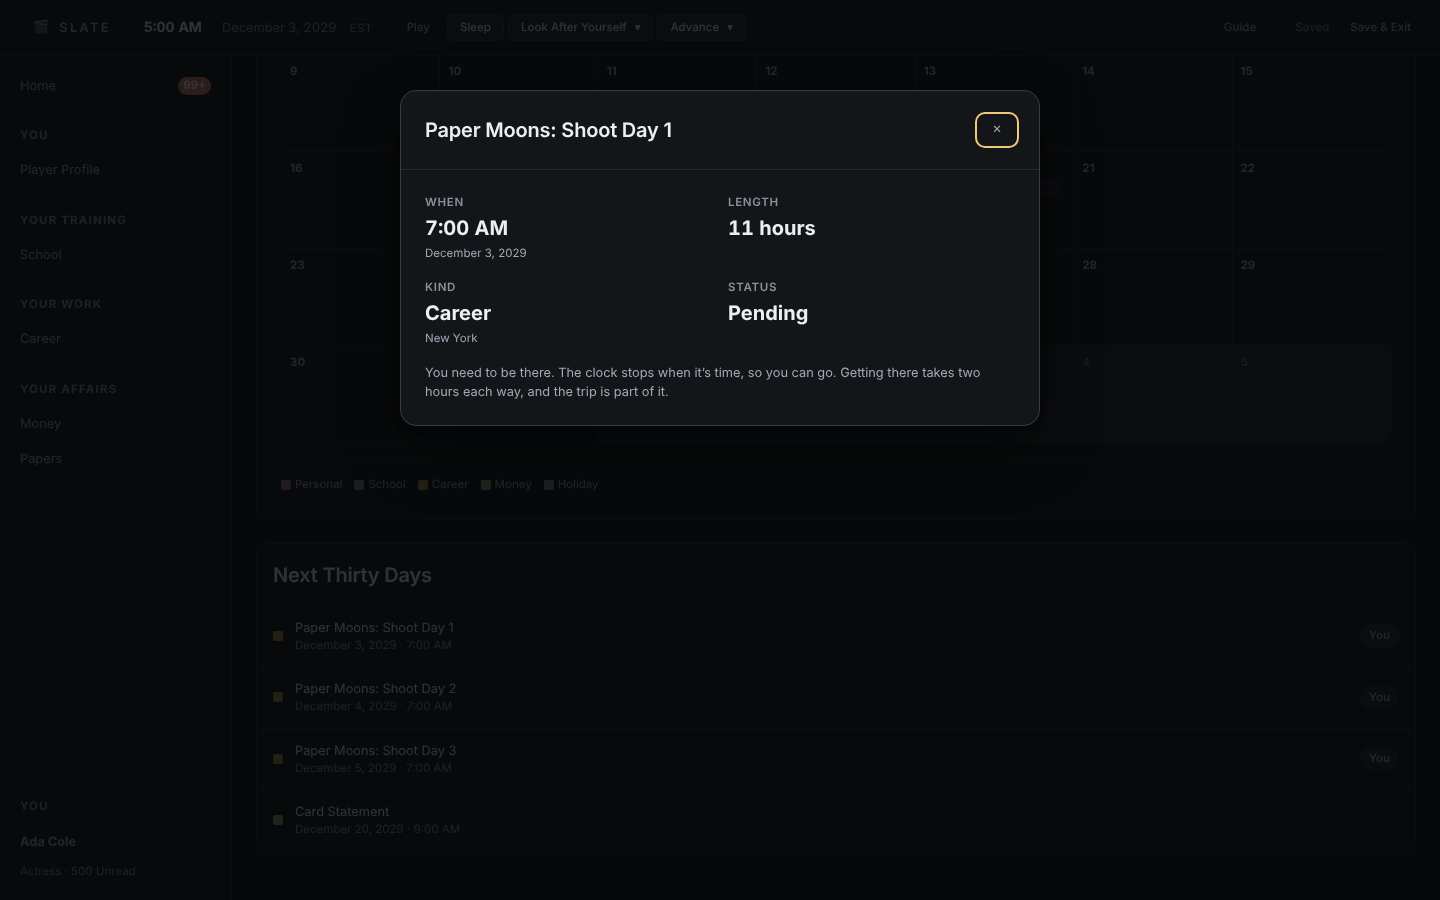 SLATE
5:00 AM December 3, 2029 EST
Play
Sleep
Look After Yourself ▾
Advance ▾
Guide
Saved
Save & Exit
Home
99+
YOU
Player Profile
YOUR TRAINING
School
YOUR WORK
Career
YOUR AFFAIRS
Money
Papers
YOU
Ada Cole
Actress · 500 Unread
9 10 11 12 13 14 15
16 21 22
23 28 29
30 4 5
Paper Moons: Shoot Day 1
×
WHEN
7:00 AM
December 3, 2029
LENGTH
11 hours
KIND
Career
New York
STATUS
Pending
You need to be there. The clock stops when it’s time, so you can go. Getting there takes two
hours each way, and the trip is part of it.
Personal School Career Money Holiday
Next Thirty Days
Paper Moons: Shoot Day 1
December 3, 2029 · 7:00 AM
You
Paper Moons: Shoot Day 2
December 4, 2029 · 7:00 AM
You
Paper Moons: Shoot Day 3
December 5, 2029 · 7:00 AM
You
Card Statement
December 20, 2029 · 9:00 AM